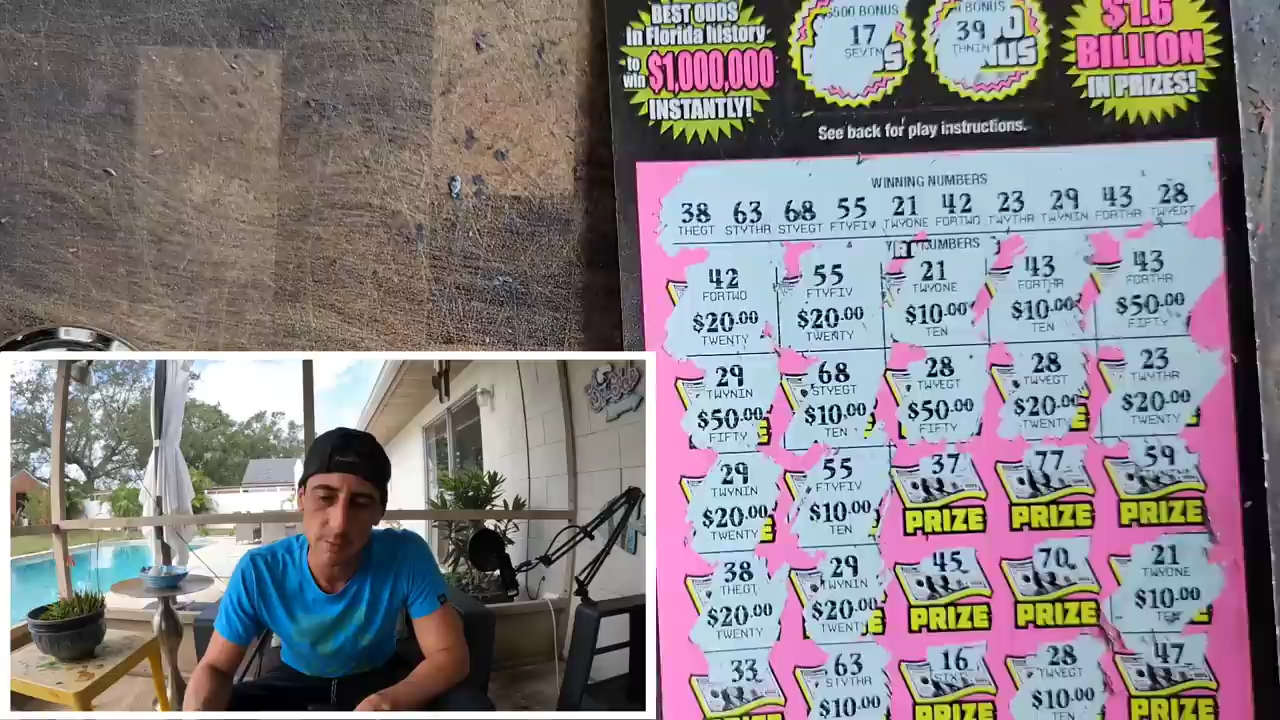 BEST ODDS
in Florida history
to win $1,000,000
INSTANTLY!
$500 BONUS
17
SEVTN
BONUS
39
THNIN
$1.6
BILLION
IN PRIZES!
See back for play instructions.
WINNING NUMBERS
38 63 68 55 21 42 23 29 43 28
THEGT STYTHR STYEGT FTYFIV TWYONE FORTWO TWYTHR TWYNIN FORTHR TWYEGT
NUMBERS
42 55 21 43 43
FORTWO FTYFIV TWYONE FORTHR FORTHR
$20.00 $20.00 $10.00 $10.00 $50.00
TWENTY TWENTY TEN TEN FIFTY
29 68 28 28 23
TWYNIN STYEGT TWYEGT TWYEGT TWYTHR
$50.00 $10.00 $50.00 $20.00 $20.00
FIFTY TEN FIFTY TWENTY TWENTY
29 55 37 77 59
TWYNIN FTYFIV
$20.00 $10.00 PRIZE PRIZE PRIZE
TWENTY TEN
38 29 45 70 21
THEGT TWYNIN TWYONE
$20.00 $20.00 PRIZE PRIZE $10.00
TWENTY TWENTY TEN
33 63 16 28 47
STYTHR TWYEGT
$10.00 PRIZE $10.00 PRIZE
TEN